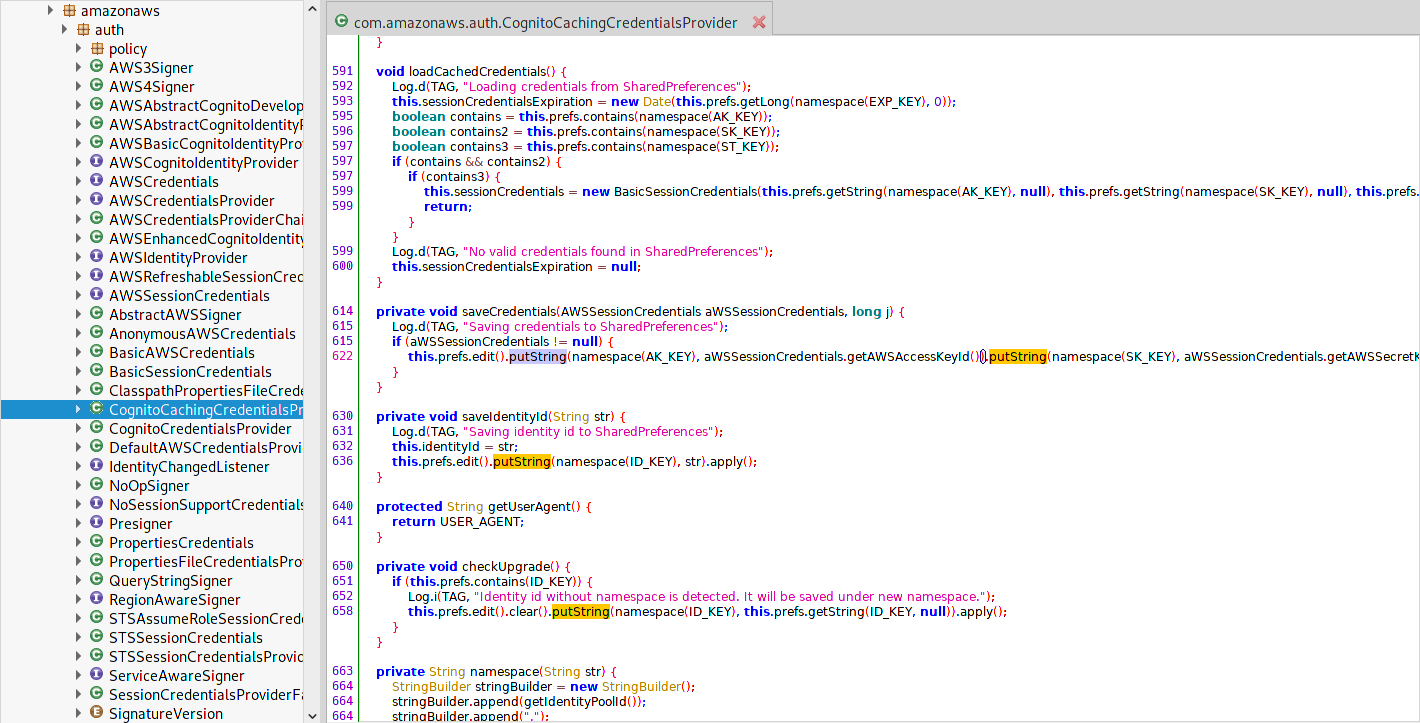 amazonaws
auth
policy
AWS3Signer
AWS4Signer
AWSAbstractCognitoDevelop
AWSAbstractCognitoIdentityP
AWSBasicCognitoIdentityPro
AWSCognitoIdentityProvider
AWSCredentials
AWSCredentialsProvider
AWSCredentialsProviderChai
AWSEnhancedCognitoIdentity
AWSIdentityProvider
AWSRefreshableSessionCred
AWSSessionCredentials
AbstractAWSSigner
AnonymousAWSCredentials
BasicAWSCredentials
BasicSessionCredentials
ClasspathPropertiesFileCrede
CognitoCachingCredentialsPr
CognitoCredentialsProvider
DefaultAWSCredentialsProvi
IdentityChangedListener
NoOpSigner
NoSessionSupportCredentials
Presigner
PropertiesCredentials
PropertiesFileCredentialsPro
QueryStringSigner
RegionAwareSigner
STSAssumeRoleSessionCred
STSSessionCredentials
STSSessionCredentialsProvid
ServiceAwareSigner
SessionCredentialsProviderFa
SignatureVersion
com.amazonaws.auth.CognitoCachingCredentialsProvider
}
591 void loadCachedCredentials() {
592 Log.d(TAG, "Loading credentials from SharedPreferences");
593 this.sessionCredentialsExpiration = new Date(this.prefs.getLong(namespace(EXP_KEY), 0));
595 boolean contains = this.prefs.contains(namespace(AK_KEY));
596 boolean contains2 = this.prefs.contains(namespace(SK_KEY));
597 boolean contains3 = this.prefs.contains(namespace(ST_KEY));
597 if (contains && contains2) {
597 if (contains3) {
599 this.sessionCredentials = new BasicSessionCredentials(this.prefs.getString(namespace(AK_KEY), null), this.prefs.getString(namespace(SK_KEY), null), this.prefs.
599 return;
}
}
599 Log.d(TAG, "No valid credentials found in SharedPreferences");
600 this.sessionCredentialsExpiration = null;
}
614 private void saveCredentials(AWSSessionCredentials aWSSessionCredentials, long j) {
615 Log.d(TAG, "Saving credentials to SharedPreferences");
615 if (aWSSessionCredentials != null) {
622 this.prefs.edit().putString(namespace(AK_KEY), aWSSessionCredentials.getAWSAccessKeyId()).putString(namespace(SK_KEY), aWSSessionCredentials.getAWSSecretK
}
}
630 private void saveIdentityId(String str) {
631 Log.d(TAG, "Saving identity id to SharedPreferences");
632 this.identityId = str;
636 this.prefs.edit().putString(namespace(ID_KEY), str).apply();
}
640 protected String getUserAgent() {
641 return USER_AGENT;
}
650 private void checkUpgrade() {
651 if (this.prefs.contains(ID_KEY)) {
652 Log.i(TAG, "Identity id without namespace is detected. It will be saved under new namespace.");
658 this.prefs.edit().clear().putString(namespace(ID_KEY), this.prefs.getString(ID_KEY, null)).apply();
}
}
663 private String namespace(String str) {
664 StringBuilder stringBuilder = new StringBuilder();
664 stringBuilder.append(getIdentityPoolId());
664 stringBuilder.append(".");